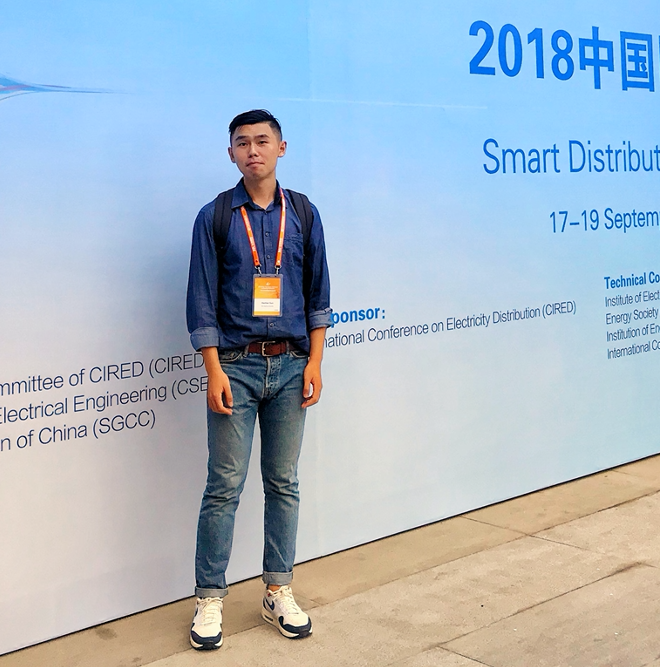 2018中国
Smart Distribut
17–19 Septem
Technical Co
Institute of Elect
Energy Society
Institution of En
International Co
ponsor:
national Conference on Electricity Distribution (CIRED)
mmittee of CIRED (CIRED
Electrical Engineering (CSE
n of China (SGCC)